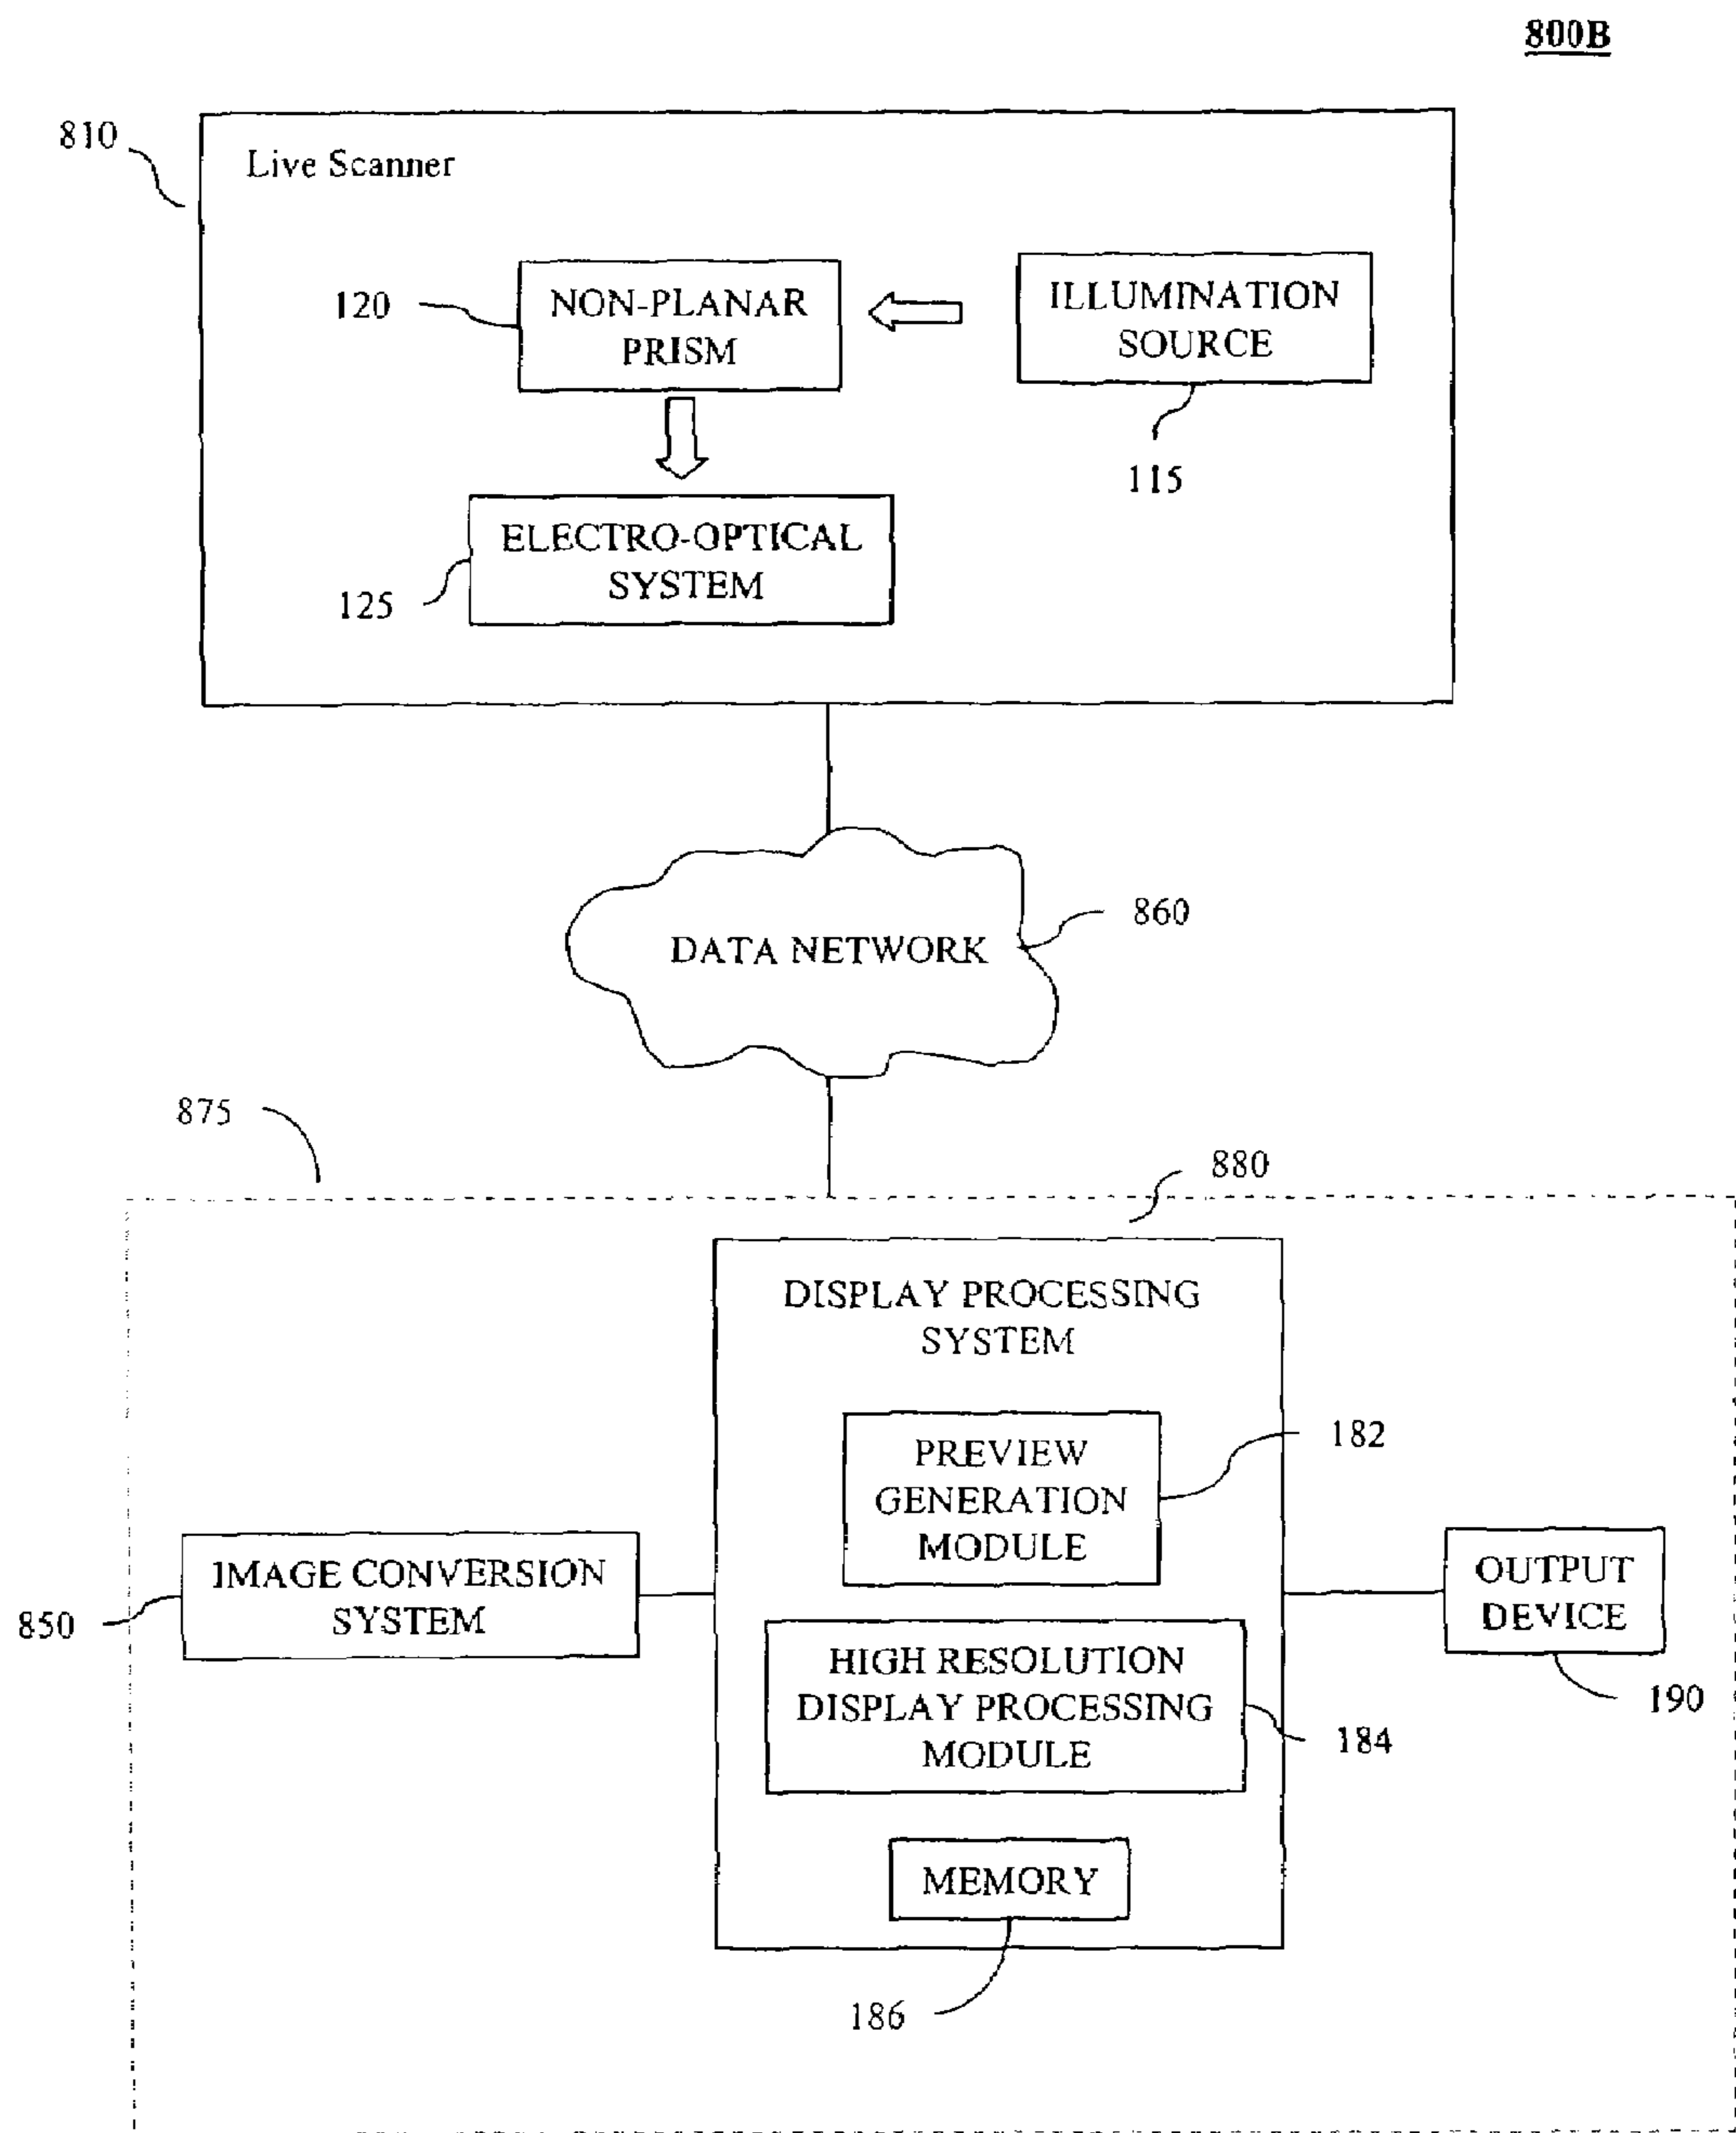 800B
810
Live Scanner
120
NON-PLANAR
PRISM
ILLUMINATION
SOURCE
115
ELECTRO-OPTICAL
SYSTEM
125
DATA NETWORK
860
875
880
DISPLAY PROCESSING
SYSTEM
PREVIEW
GENERATION
MODULE
182
IMAGE CONVERSION
SYSTEM
850
OUTPUT
DEVICE
190
HIGH RESOLUTION
DISPLAY PROCESSING
MODULE
184
MEMORY
186